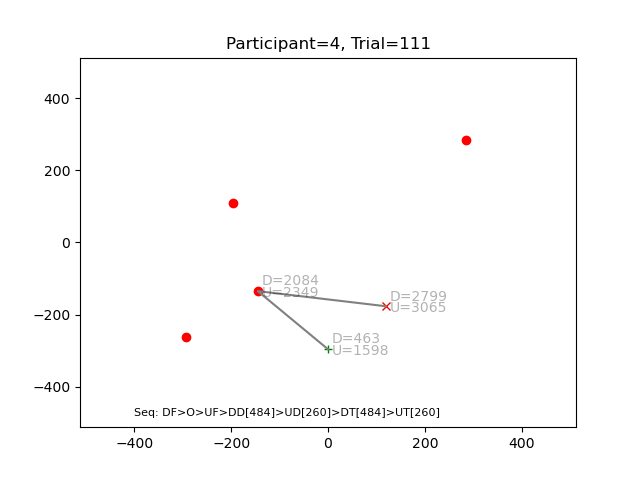 Participant=4, Trial=111
400
200
0
−200
−400
D=2084
U=2349
D=2799
U=3065
D=463
U=1598
Seq: DF>O>UF>DD[484]>UD[260]>DT[484]>UT[260]
−400 −200 0 200 400